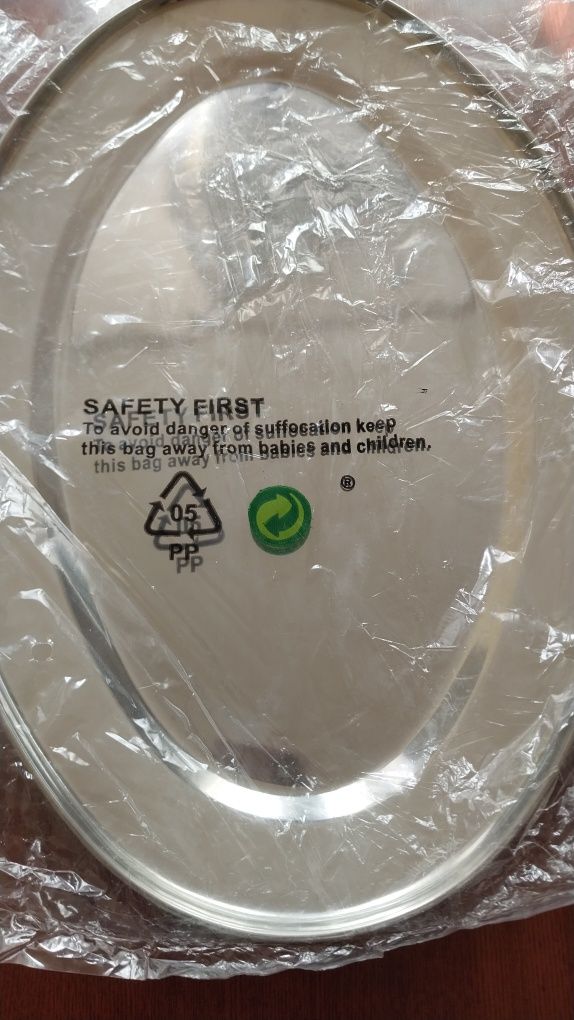 SAFETY FIRST
To avoid danger of suffocation keep
this bag away from babies and children.
®
05
PP